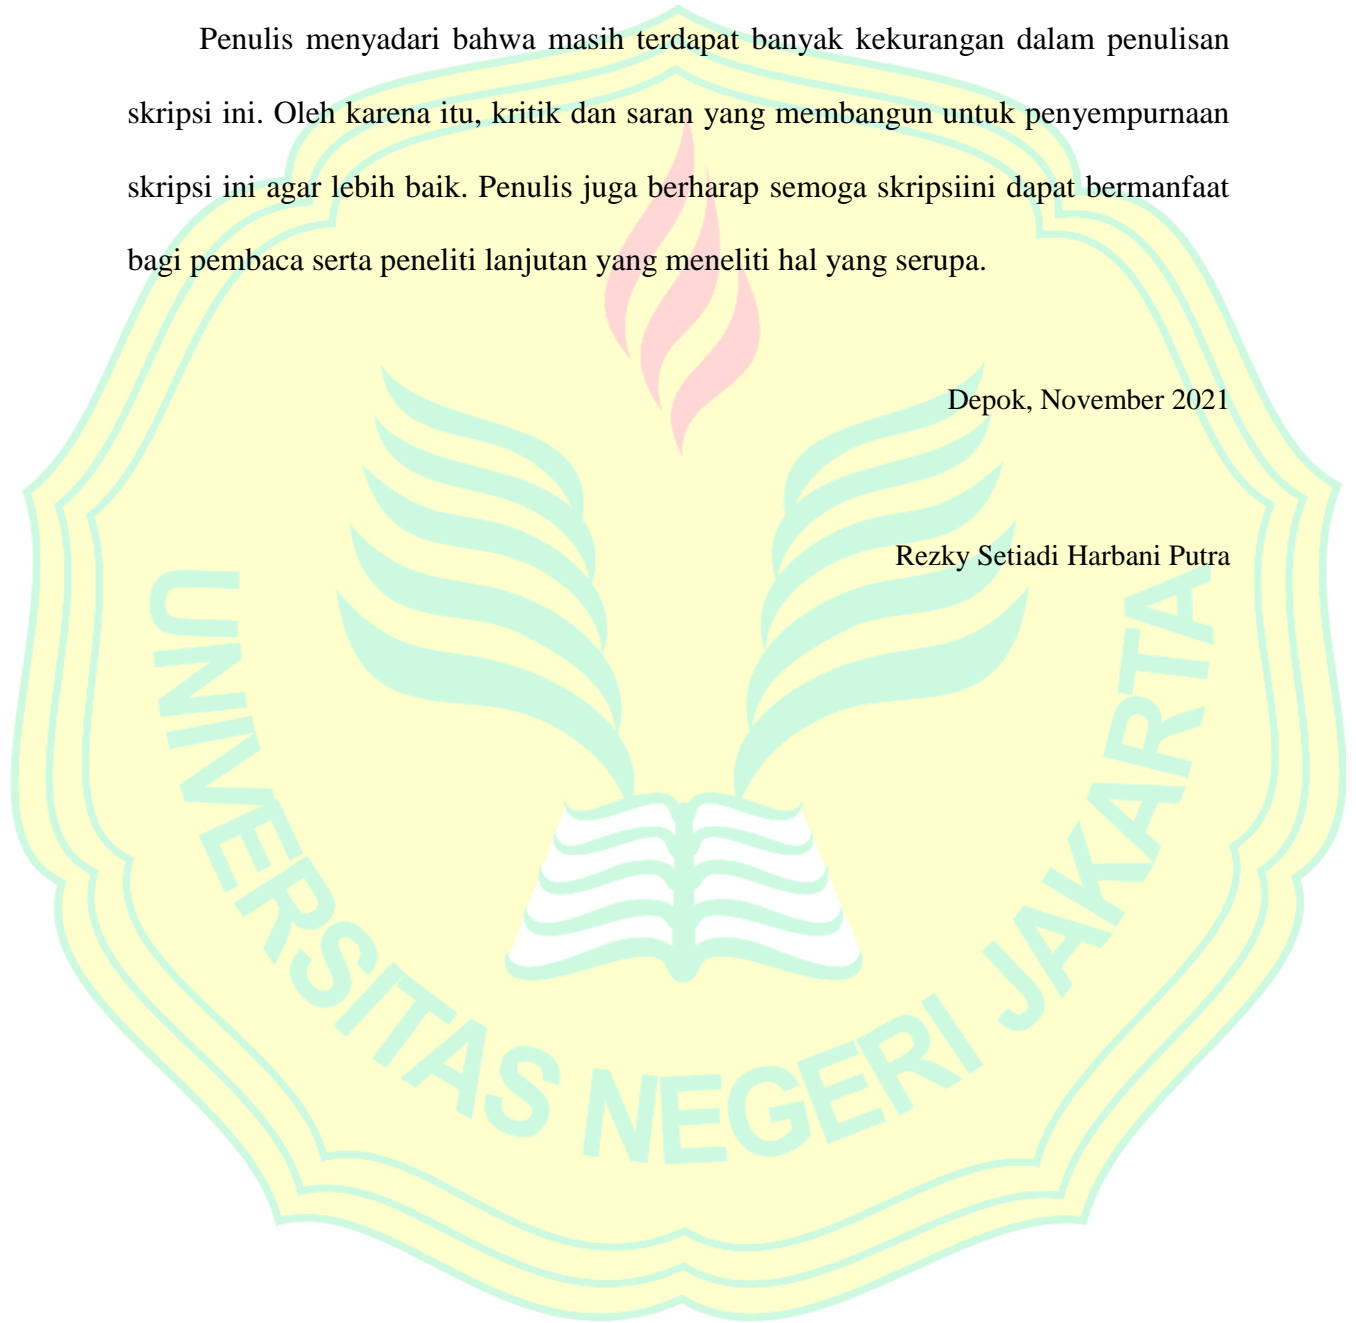 Penulis menyadari bahwa masih terdapat banyak kekurangan dalam penulisan
skripsi ini. Oleh karena itu, kritik dan saran yang membangun untuk penyempurnaan
skripsi ini agar lebih baik. Penulis juga berharap semoga skripsiini dapat bermanfaat
bagi pembaca serta peneliti lanjutan yang meneliti hal yang serupa.
Depok, November 2021
Rezky Setiadi Harbani Putra
UNIVERSITAS NEGERI JAKARTA